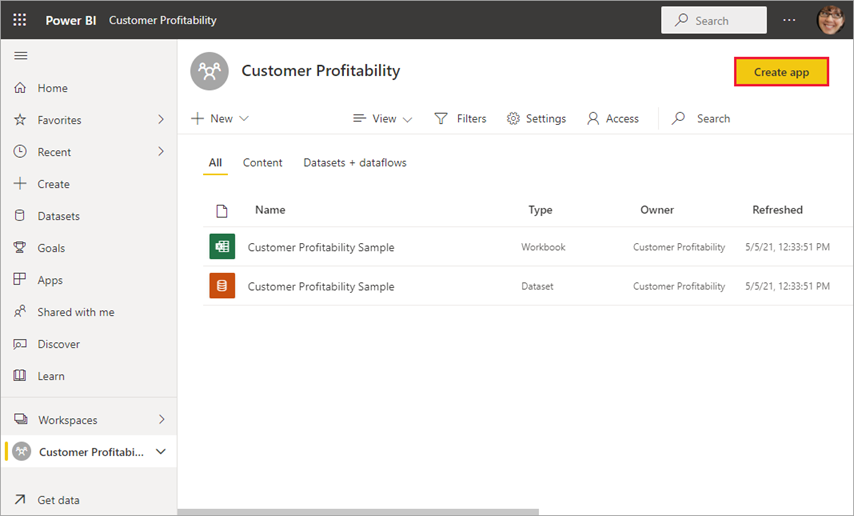 Power BI Customer Profitability Search
Customer Profitability Create app
New View Filters Settings Access Search
All Content Datasets + dataflows
Name Type Owner Refreshed
Customer Profitability Sample Workbook Customer Profitability 5/5/21, 12:33:51 PM
Customer Profitability Sample Dataset Customer Profitability 5/5/21, 12:33:51 PM
Home
Favorites
Recent
Create
Datasets
Goals
Apps
Shared with me
Discover
Learn
Workspaces
Customer Profitabi...
Get data